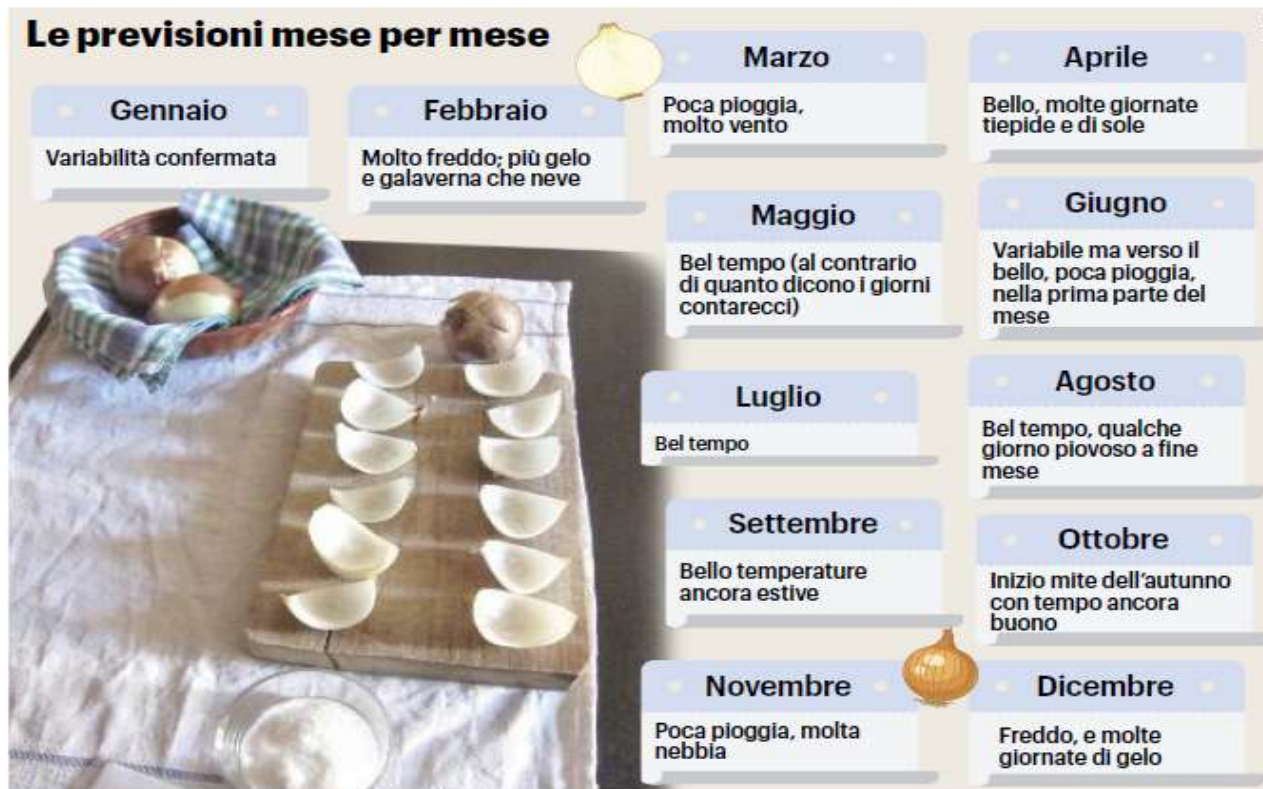 Le previsioni mese per mese
Gennaio
Variabilità confermata
Febbraio
Molto freddo; più gelo
e galaverna che neve
Marzo
Poca pioggia,
molto vento
Aprile
Bello, molte giornate
tiepide e di sole
Maggio
Bel tempo (al contrario
di quanto dicono i giorni
contarecci)
Giugno
Variabile ma verso il
bello, poca pioggia,
nella prima parte del
mese
Luglio
Bel tempo
Agosto
Bel tempo, qualche
giorno piovoso a fine
mese
Settembre
Bello temperature
ancora estive
Ottobre
Inizio mite dell'autunno
con tempo ancora
buono
Novembre
Poca pioggia, molta
nebbia
Dicembre
Freddo, e molte
giornate di gelo